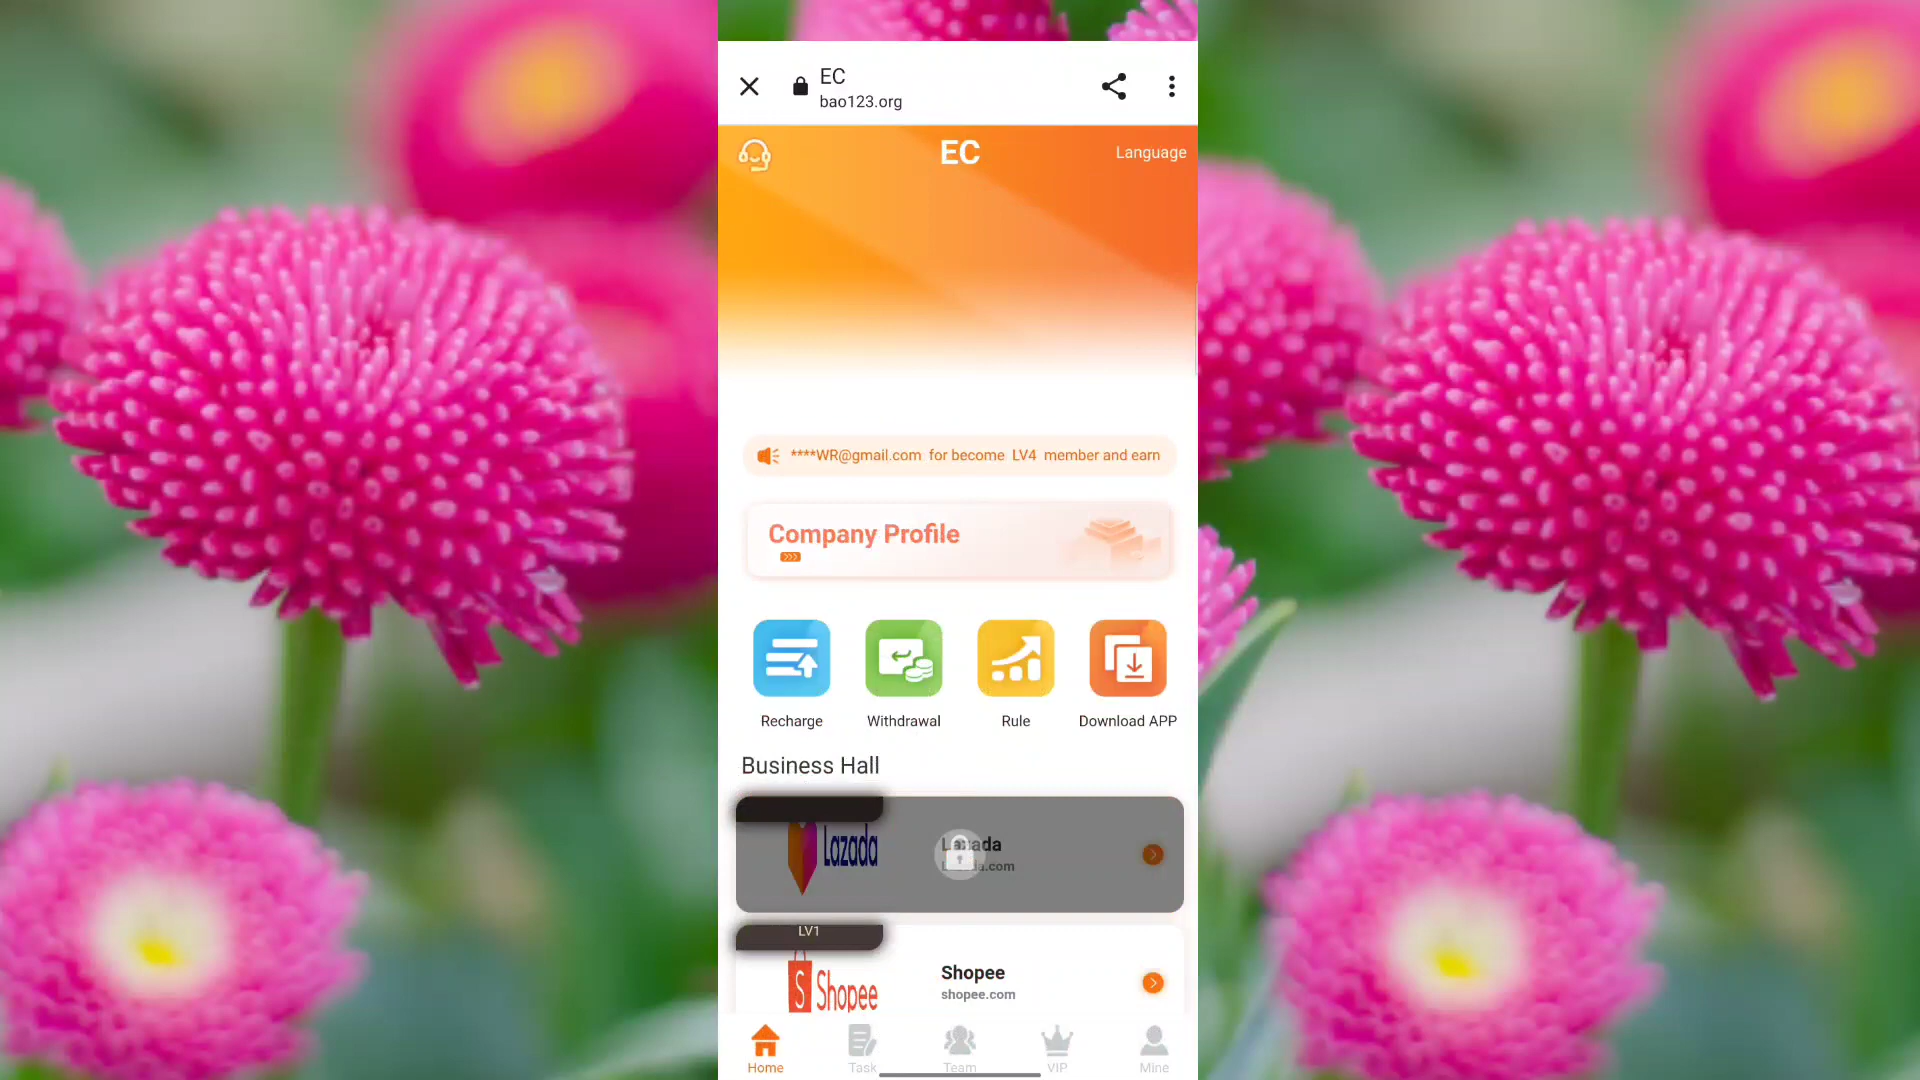 EC
bao123.org
EC
Language
****WR@gmail.com for become LV4 member and earn
Company Profile
Recharge
Withdrawal
Rule
Download APP
Business Hall
Lazada
Lazada
LV1
Shopee
Shopee
shopee.com
Home
Task
Team
VIP
Mine